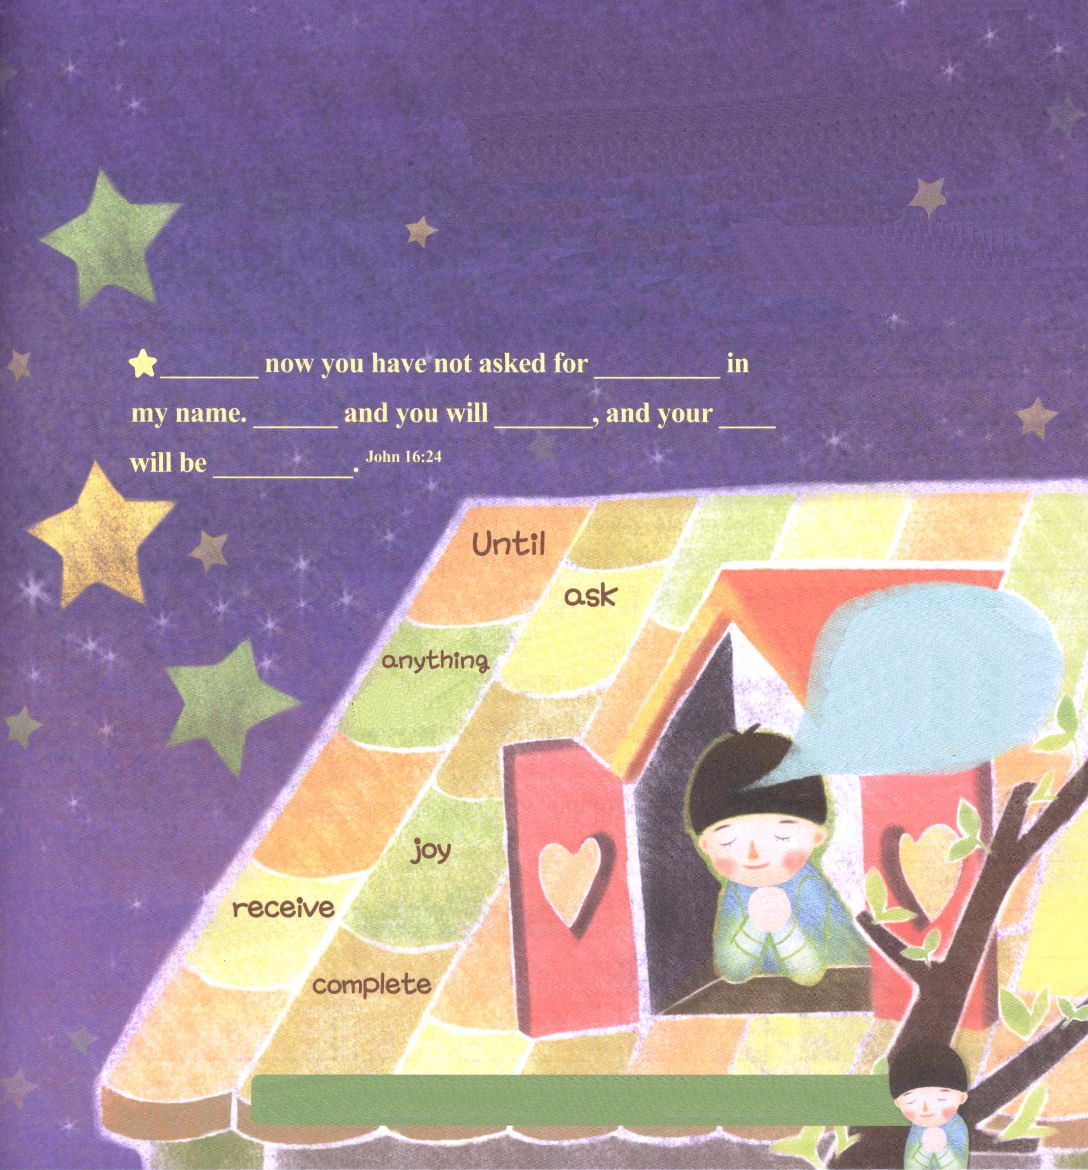 _______ now you have not asked for _________ in
my name. ______ and you will _______, and your ____
will be __________. John 16:24
Until
ask
anything
joy
receive
complete